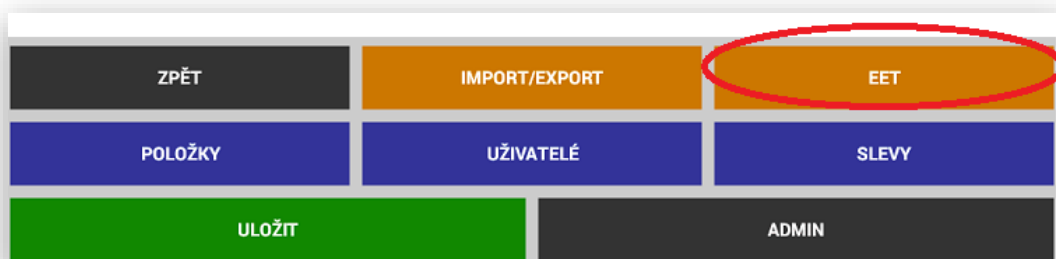 ZPĚT IMPORT/EXPORT EET
POLOŽKY UŽIVATELÉ SLEVY
ULOŽIT ADMIN